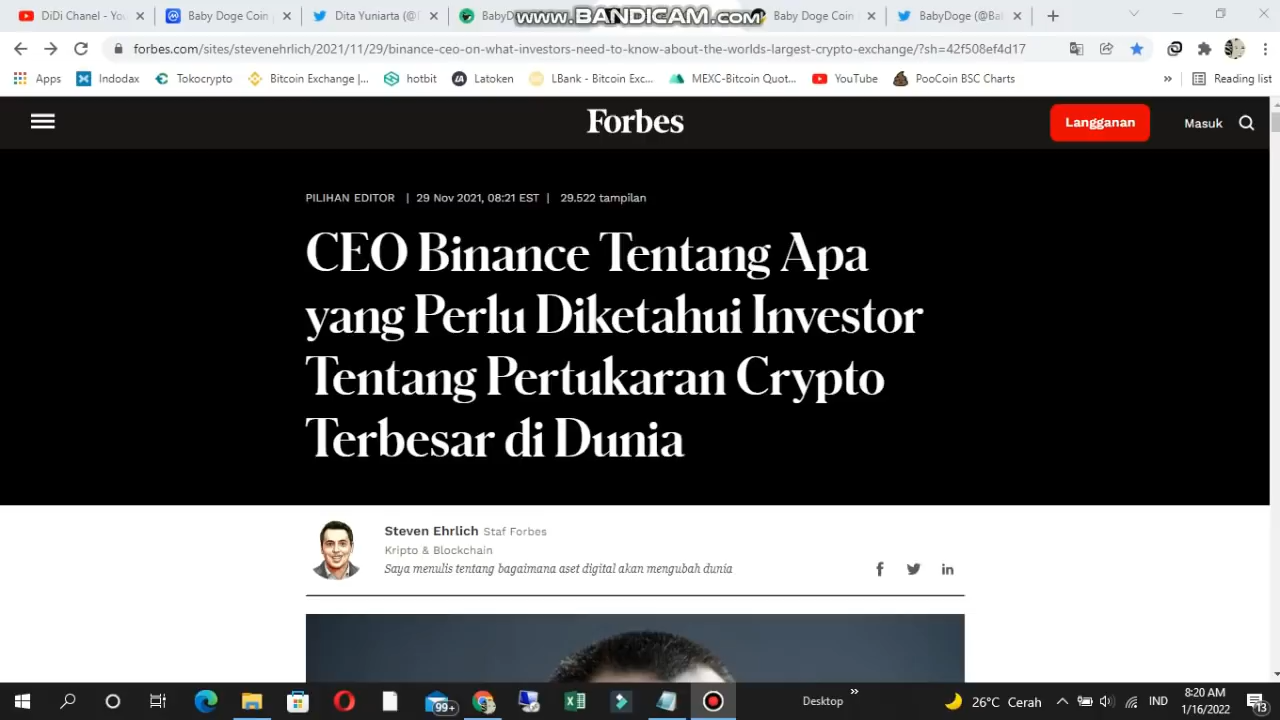 DiDi Chanel - You
Baby Doge Coin
Dita Yuniarta (@
BabyD
www.BANDICAM.com
Baby Doge Coin
BabyDoge (@Ba
forbes.com/sites/stevenehrlich/2021/11/29/binance-ceo-on-what-investors-need-to-know-about-the-worlds-largest-crypto-exchange/?sh=42f508ef4d17
Apps Indodax Tokocrypto Bitcoin Exchange |... hotbit Latoken LBank - Bitcoin Exc... MEXC-Bitcoin Quot... YouTube PooCoin BSC Charts » Reading list
Forbes
Langganan
Masuk
PILIHAN EDITOR | 29 Nov 2021, 08:21 EST | 29.522 tampilan
CEO Binance Tentang Apa
yang Perlu Diketahui Investor
Tentang Pertukaran Crypto
Terbesar di Dunia
Steven Ehrlich Staf Forbes
Kripto & Blockchain
Saya menulis tentang bagaimana aset digital akan mengubah dunia
99+
Desktop »
26°C Cerah
IND
8:20 AM
1/16/2022
13